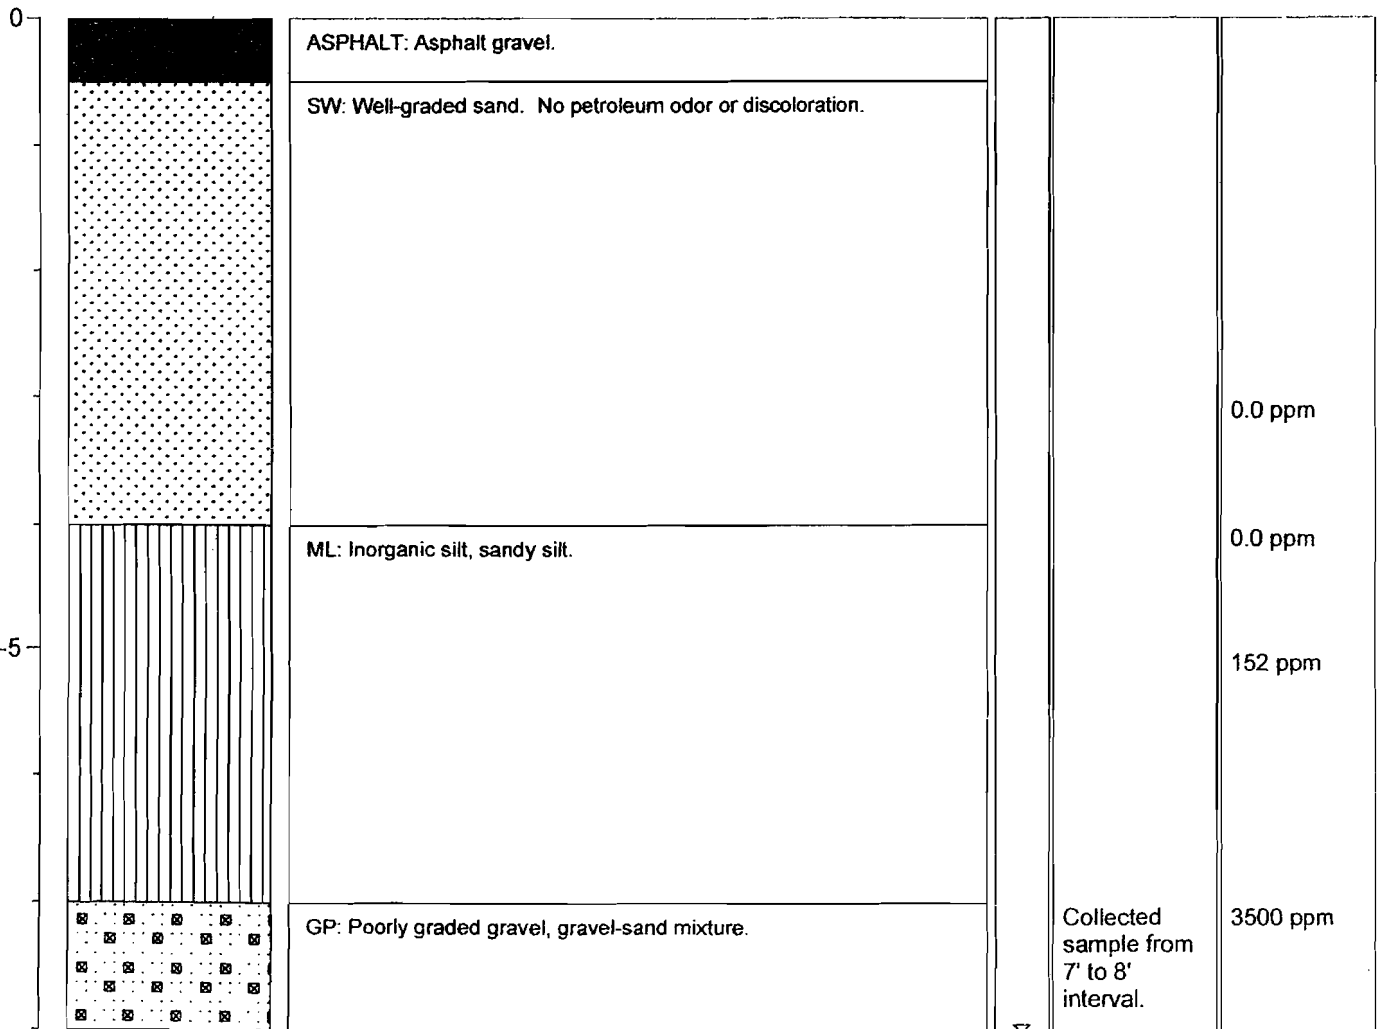 0
ASPHALT: Asphalt gravel.
SW: Well-graded sand. No petroleum odor or discoloration.
0.0 ppm
0.0 ppm
ML: Inorganic silt, sandy silt.
-5
152 ppm
GP: Poorly graded gravel, gravel-sand mixture.
Collected
sample from
7' to 8'
interval.
3500 ppm